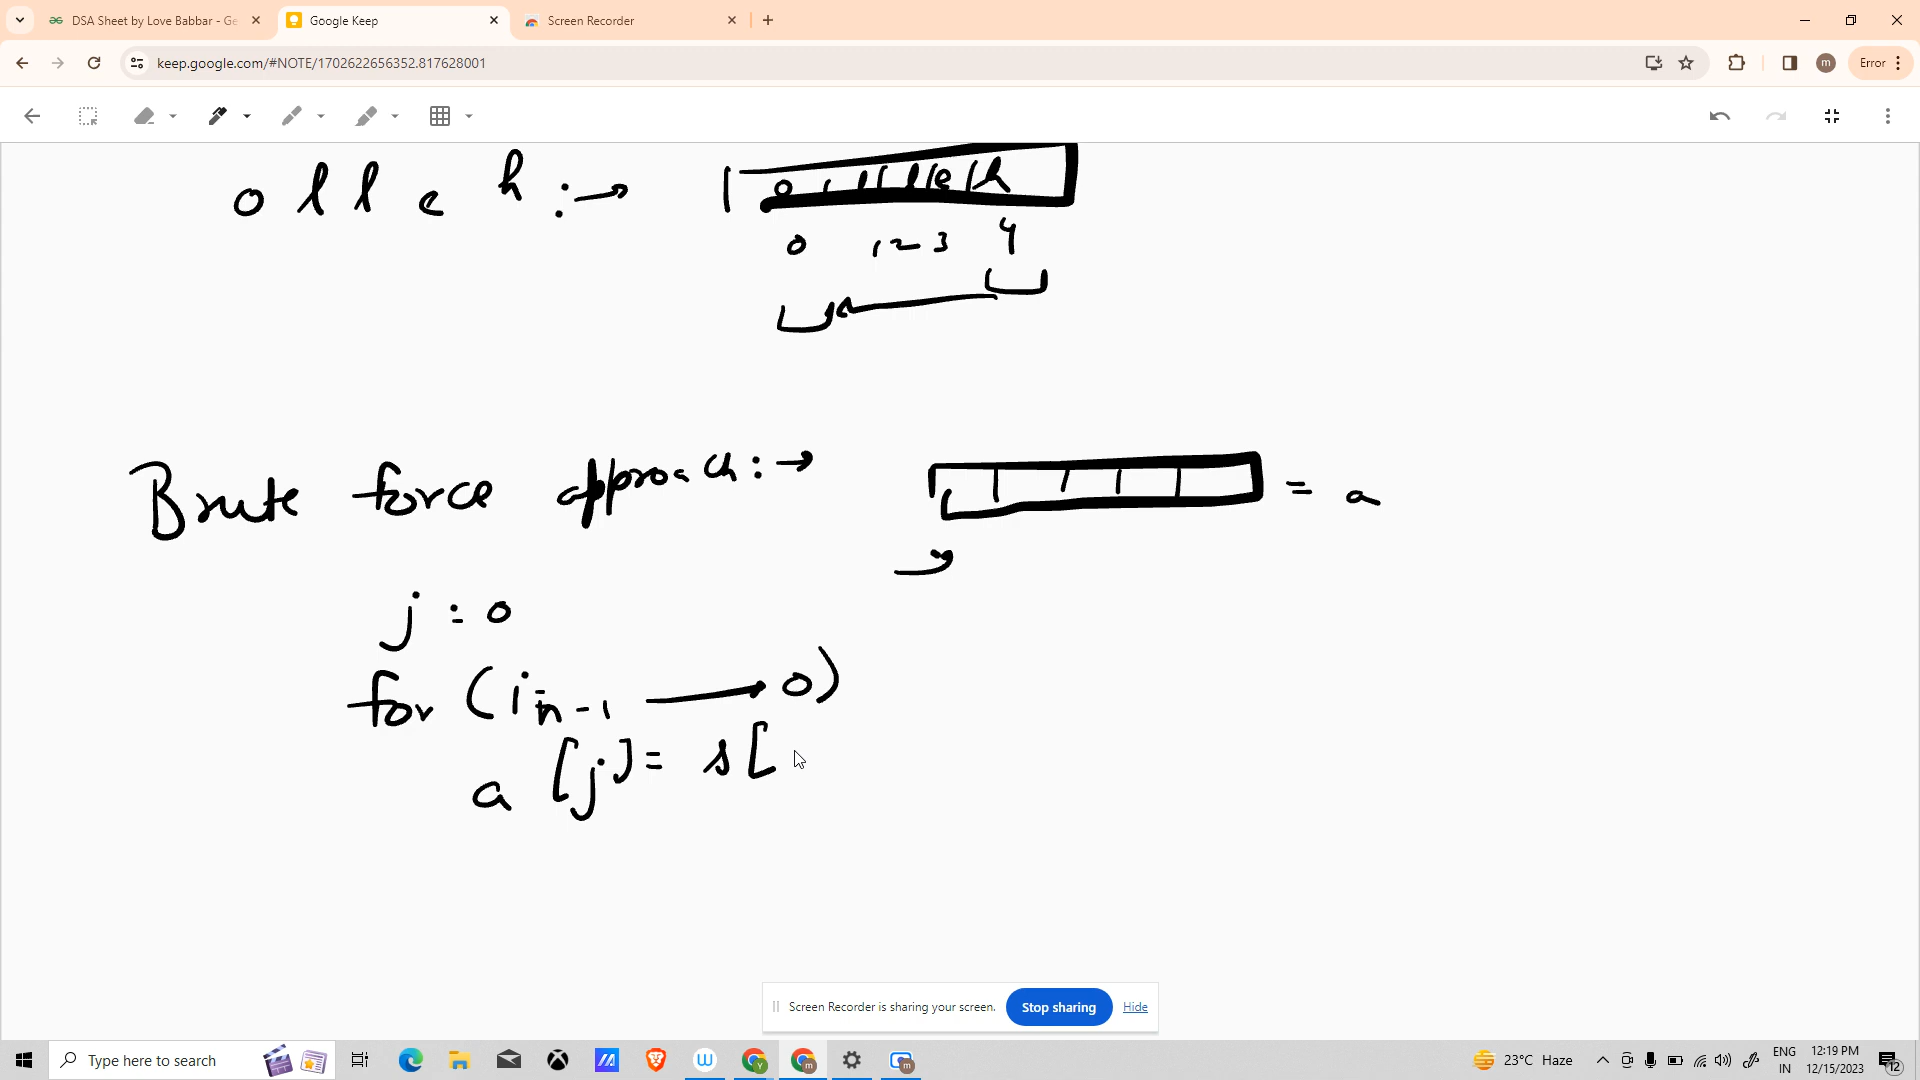 DSA Sheet by Love Babbar - Ge
Google Keep
Screen Recorder
keep.google.com/#NOTE/1702622656352.817628001
m
Error
o l l e h :→
o l l e h
0 1 2 3 4
Brute force approach :→ = a
j = 0
for (i = n-1 → 0)
a [j] = s[
Screen Recorder is sharing your screen. Stop sharing Hide
Type here to search
23°C Haze
ENG
IN
12:19 PM
12/15/2023
12